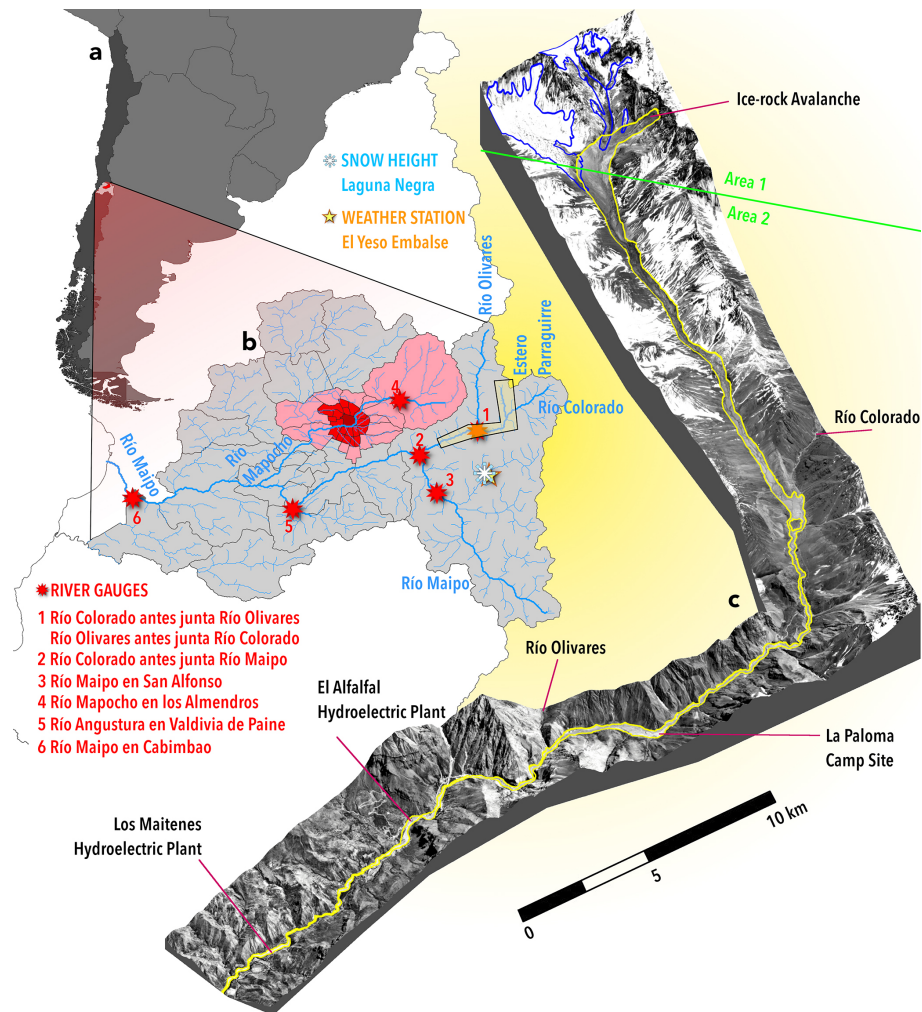 a
Ice-rock Avalanche
SNOW HEIGHT
Laguna Negra
Area 1
Area 2
WEATHER STATION
El Yeso Embalse
Río Olivares
b
Estero
Parraguirre
4
1
Río Colorado
Río Colorado
Río
Mapocho
2
Río Maipo
3
6
5
Río Maipo
RIVER GAUGES
1 Río Colorado antes junta Río Olivares
Río Olivares antes junta Río Colorado
2 Río Colorado antes junta Río Maipo
3 Río Maipo en San Alfonso
4 Río Mapocho en los Almendros
5 Río Angustura en Valdivia de Paine
6 Río Maipo en Cabimbao
c
Río Olivares
El Alfalfal
Hydroelectric Plant
La Paloma
Camp Site
Los Maitenes
Hydroelectric Plant
0
5
10 km